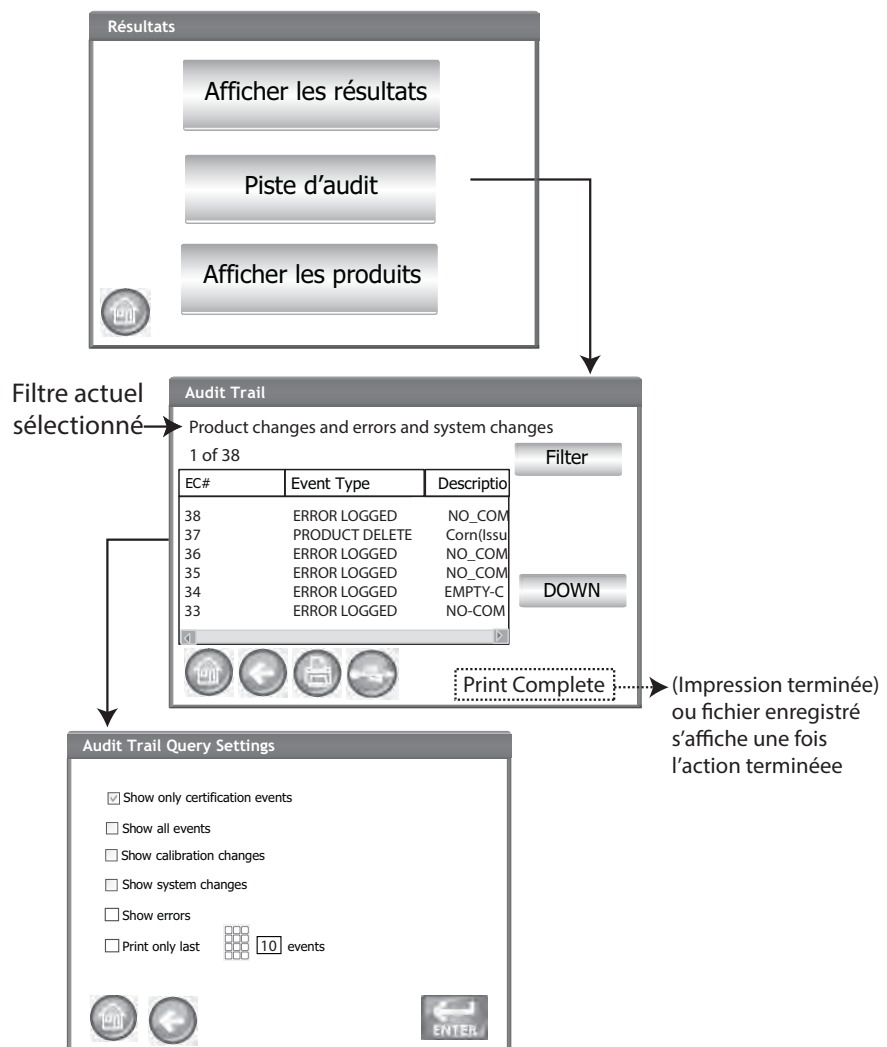 Résultats
Afficher les résultats
Piste d’audit
Afficher les produits
Filtre actuel
sélectionné
Audit Trail
Product changes and errors and system changes
1 of 38
Filter
EC# Event Type Descriptio
38 ERROR LOGGED NO_COM
37 PRODUCT DELETE Corn(Issu
36 ERROR LOGGED NO_COM
35 ERROR LOGGED NO_COM
34 ERROR LOGGED EMPTY-C
33 ERROR LOGGED NO-COM
DOWN
Print Complete
(Impression terminée)
ou fichier enregistré
s’affiche une fois
l’action terminéee
Audit Trail Query Settings
Show only certification events
Show all events
Show calibration changes
Show system changes
Show errors
Print only last 10 events
ENTER